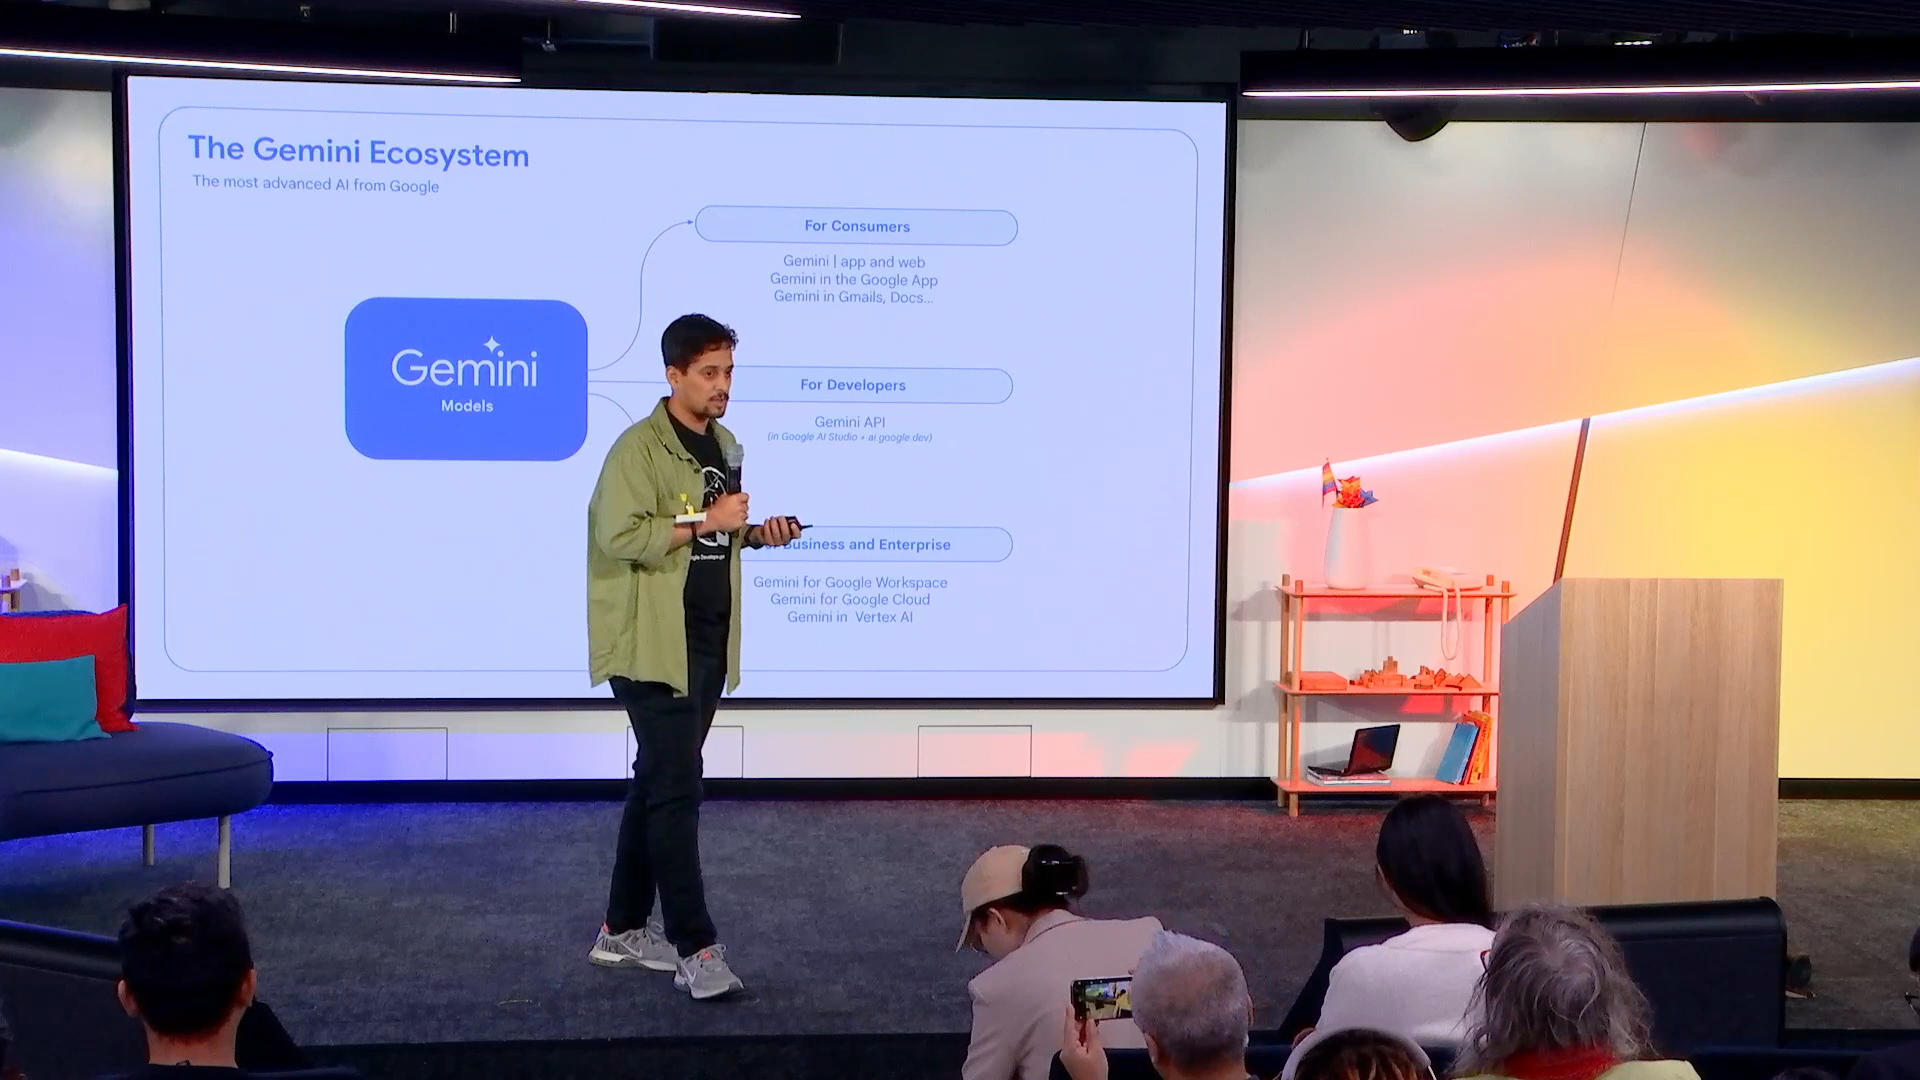 The Gemini Ecosystem
The most advanced AI from Google
For Consumers
Gemini | app and web
Gemini in the Google App
Gemini in Gmails, Docs...
Gemini
Models
For Developers
Gemini API
(in Google AI Studio + ai.google.dev)
Business and Enterprise
Gemini for Google Workspace
Gemini for Google Cloud
Gemini in Vertex AI